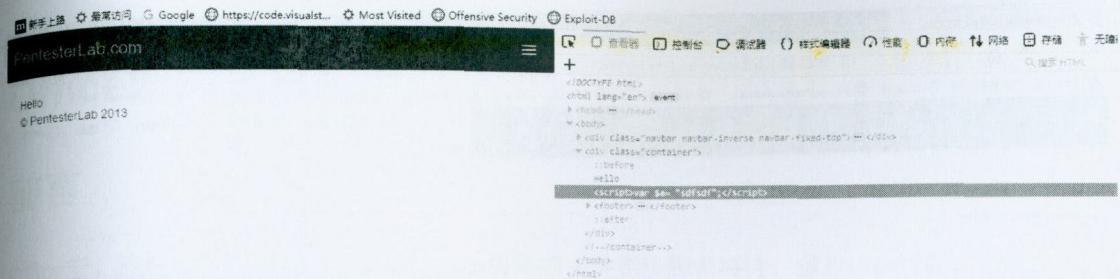 新手上路 最常访问 Google https://code.visualst... Most Visited Offensive Security Exploit-DB
PentesterLab.com
Hello
© PentesterLab 2013
查看器 控制台 调试器 {} 样式编辑器 性能 内存 网络 存储 无障
+ 搜索 HTML
<!DOCTYPE html>
<html lang="en"> event
<head> ⋯ </head>
<body>
<div class="navbar navbar-inverse navbar-fixed-top"> ⋯ </div>
<div class="container">
::before
Hello
<script>var $a= "sdfsdf";</script>
<footer> ⋯ </footer>
::after
</div>
<!--/container-->
</body>
</html>